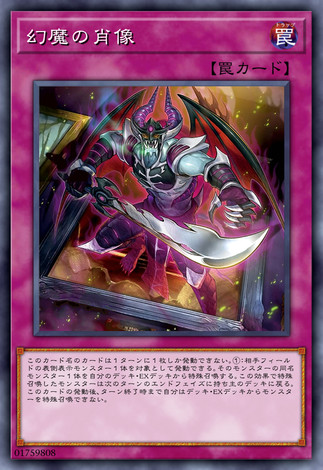 幻魔の肖像
トラップ
罠
【罠カード】
このカード名のカードは1ターンに1枚しか発動できない。①:相手フィール
ドの表側表示モンスター1体を対象として発動できる。そのモンスターの同名
モンスター1体を自分のデッキ・EXデッキから特殊召喚する。この効果で特殊
召喚したモンスターは次のターンのエンドフェイズに持ち主のデッキに戻る。
このカードの発動後、ターン終了時まで自分はデッキ・EXデッキからモンスタ
ーを特殊召喚できない。
01759808